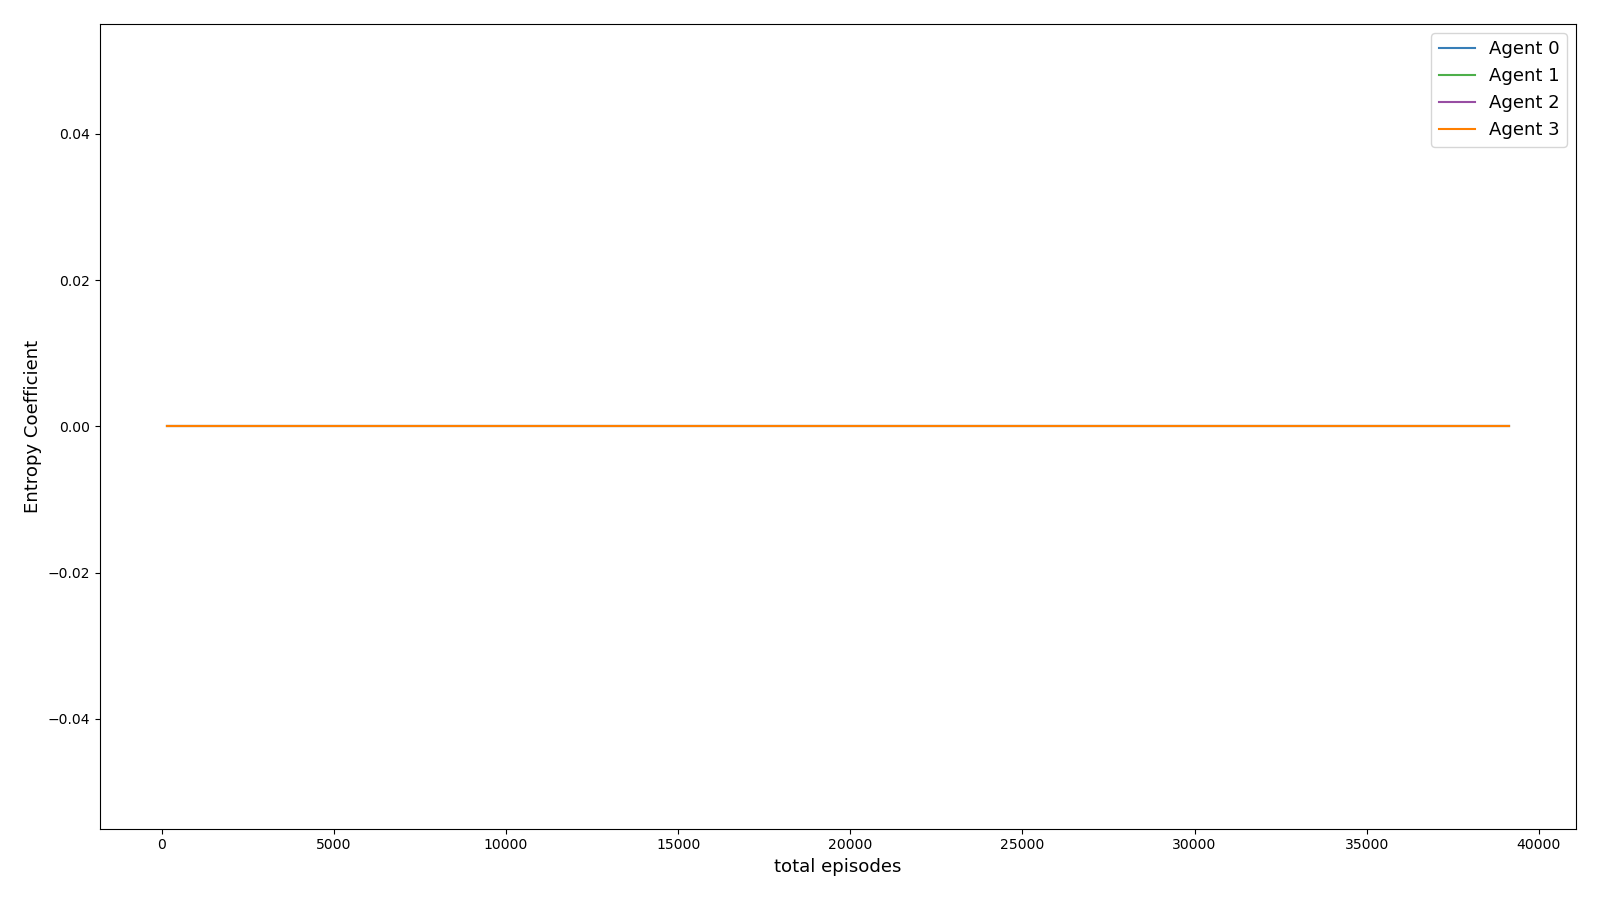 Agent 0
Agent 1
Agent 2
Agent 3
0.04
0.02
0.00
−0.02
−0.04
Entropy Coefficient
0 5000 10000 15000 20000 25000 30000 35000 40000
total episodes